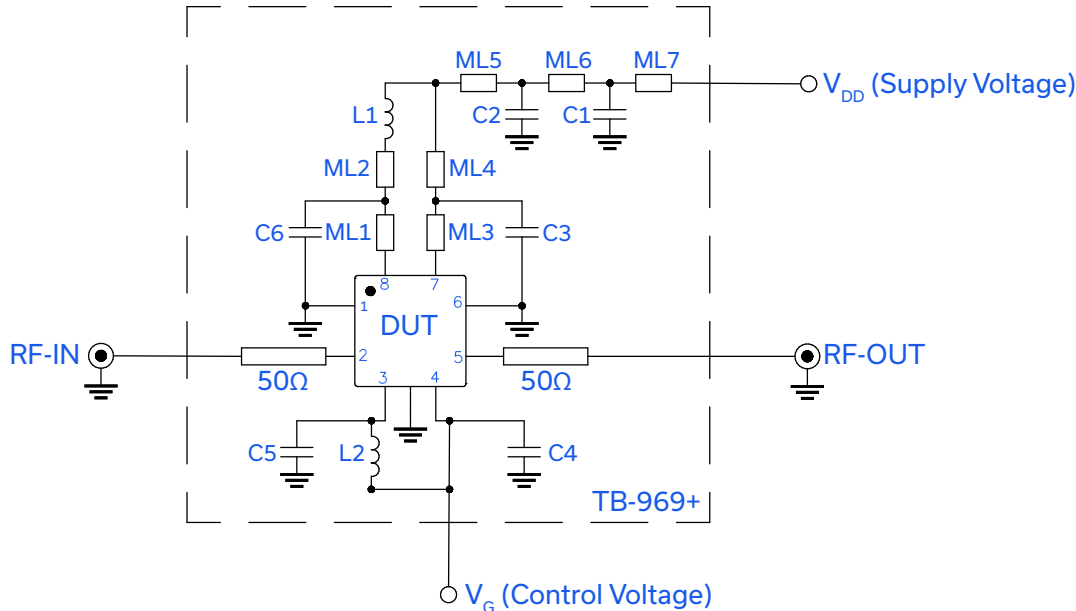 ML5 ML6 ML7
V_DD (Supply Voltage)
L1 C2 C1
ML2 ML4
C6 ML1 ML3 C3
8 7
1 6
DUT
RF-IN 2 5 RF-OUT
50Ω 3 4 50Ω
C5 L2 C4
TB-969+
V_G (Control Voltage)